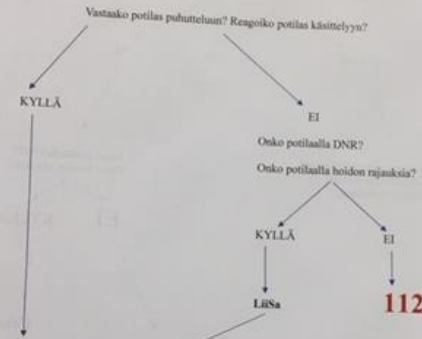 Vastaako potilas puhutteluun? Reagoiko potilas käsittelyyn?
KYLLÄ
EI
Onko potilaalla DNR?
Onko potilaalla hoidon rajauksia?
KYLLÄ
EI
LiiSa
112